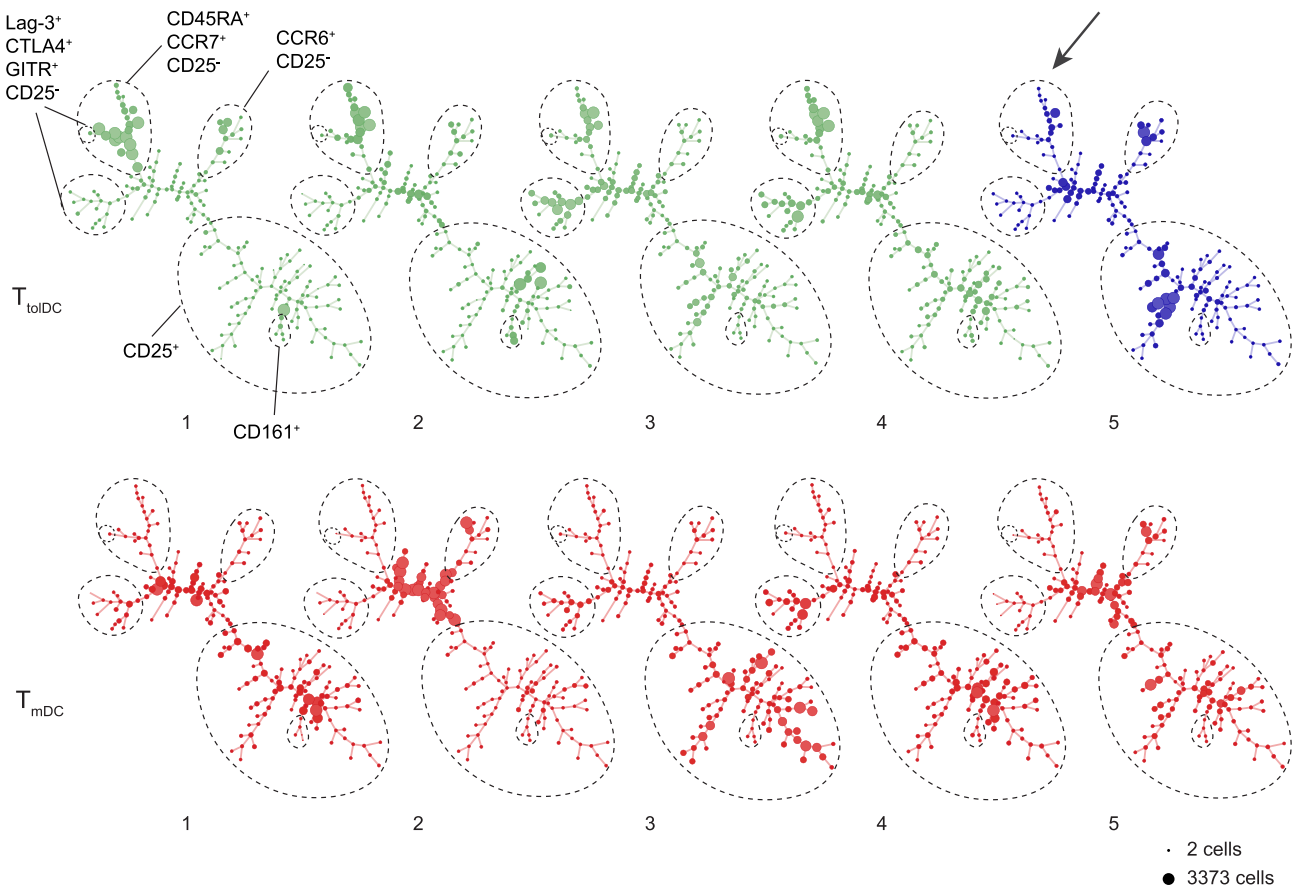 Lag-3⁺
CTLA4⁺
GITR⁺
CD25⁻
CD45RA⁺
CCR7⁺
CD25⁻
CCR6⁺
CD25⁻
T_tolDC
CD25⁺
CD161⁺
1 2 3 4 5
T_mDC
1 2 3 4 5
2 cells
3373 cells